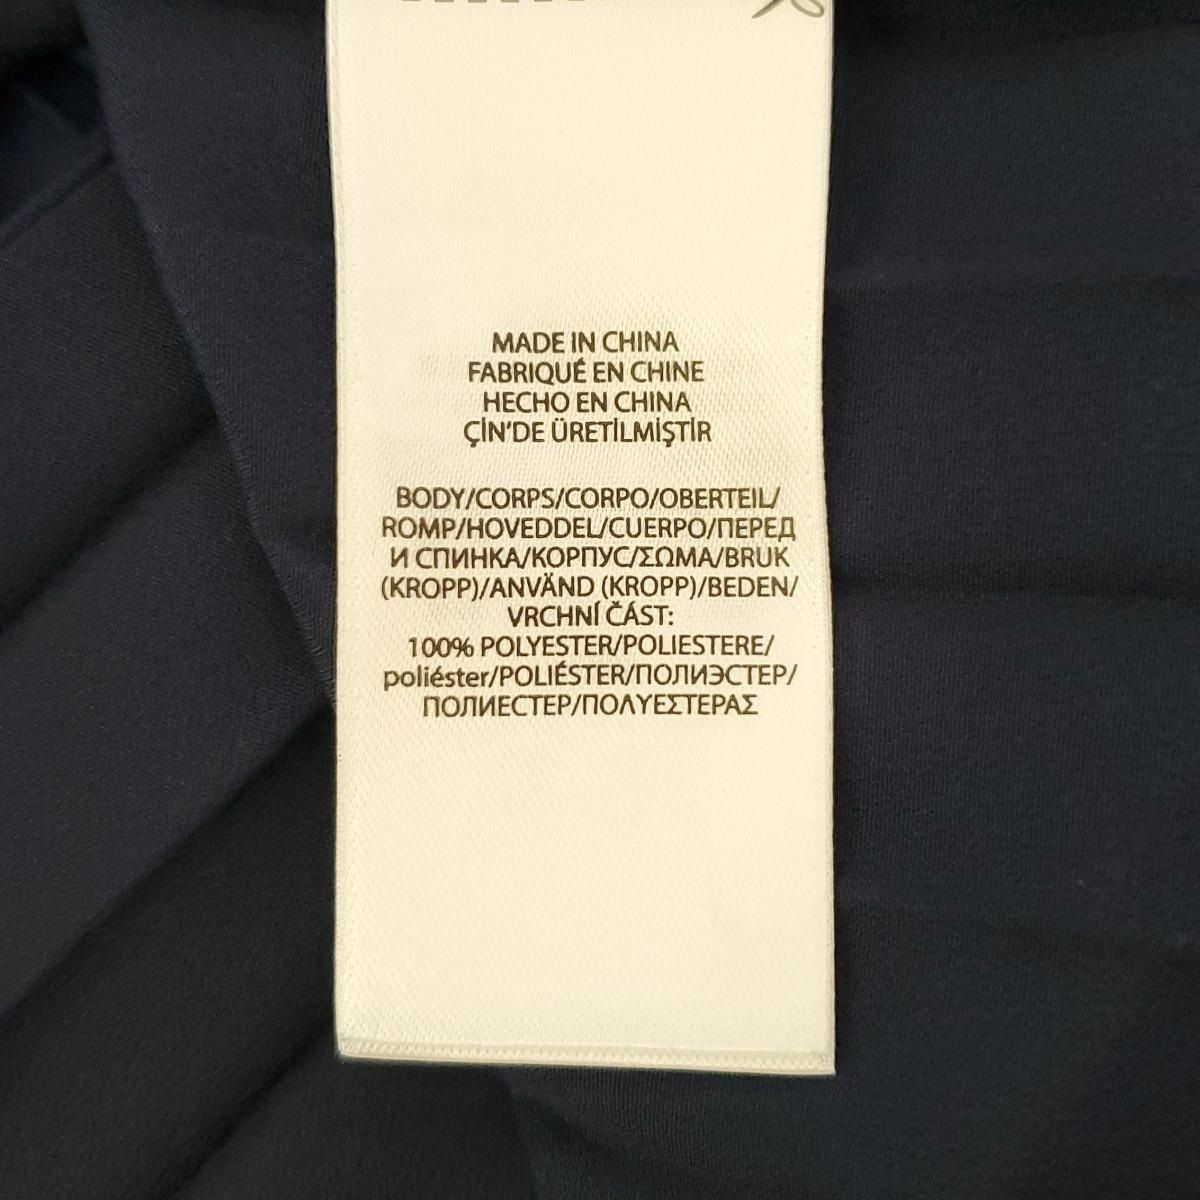 MADE IN CHINA
FABRIQUÉ EN CHINE
HECHO EN CHINA
ÇİN'DE ÜRETİLMİŞTİR
BODY/CORPS/CORPO/OBERTEIL/
ROMP/HOVEDDEL/CUERPO/ПЕРЕД
И СПИНКА/КОРПУС/ΣΩΜΑ/BRUK
(KROPP)/ANVÄND (KROPP)/BEDEN/
VRCHNÍ ČÁST:
100% POLYESTER/POLIESTERE/
poliéster/POLIÉSTER/ПОЛИЭСТЕР/
ПОЛИЕСТЕР/ΠΟΛΥΕΣΤΕΡΑΣ